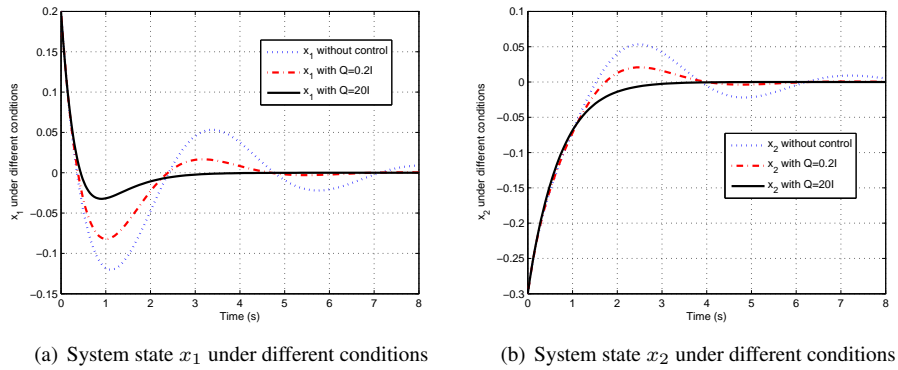 0.2
0.15
0.1
0.05
0
−0.05
−0.1
−0.15
0 1 2 3 4 5 6 7 8
Time (s)
x1 under different conditions
x1 without control
x1 with Q=0.2I
x1 with Q=20I
(a) System state x1 under different conditions
0.1
0.05
0
−0.05
−0.1
−0.15
−0.2
−0.25
−0.3
0 1 2 3 4 5 6 7 8
Time (s)
x2 under different conditions
x2 without control
x2 with Q=0.2I
x2 with Q=20I
(b) System state x2 under different conditions